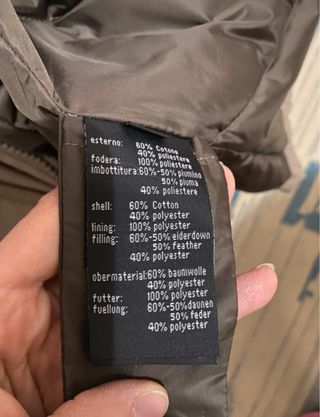 esterno: 60% Cotone
40% poliestere
fodera: 100% poliestere
imbottitura:60%-50% piumino
50% piuma
40% poliestere
shell: 60% Cotton
40% polyester
lining: 100% polyester
filling: 60%-50% eiderdown
50% feather
40% polyester
obermaterial:60% baumwolle
40% polyester
futter: 100% polyester
fuellung: 60%-50%daunen
50% feder
40% polyester